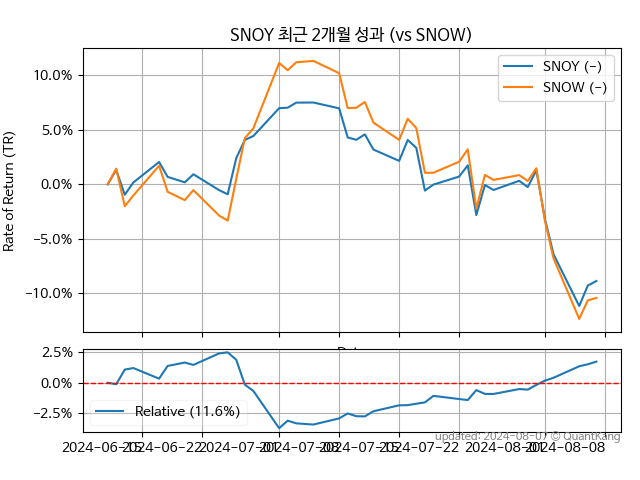 SNOY 최근 2개월 성과 (vs SNOW)
Rate of Return (TR)
10.0%
5.0%
0.0%
−5.0%
−10.0%
SNOY (-)
SNOW (-)
2.5%
0.0%
−2.5%
Relative (11.6%)
updated: 2024-08-07 © QuantKang
2024-06-15
2024-06-22
2024-07-01
2024-07-08
2024-07-15
2024-07-22
2024-08-01
2024-08-08